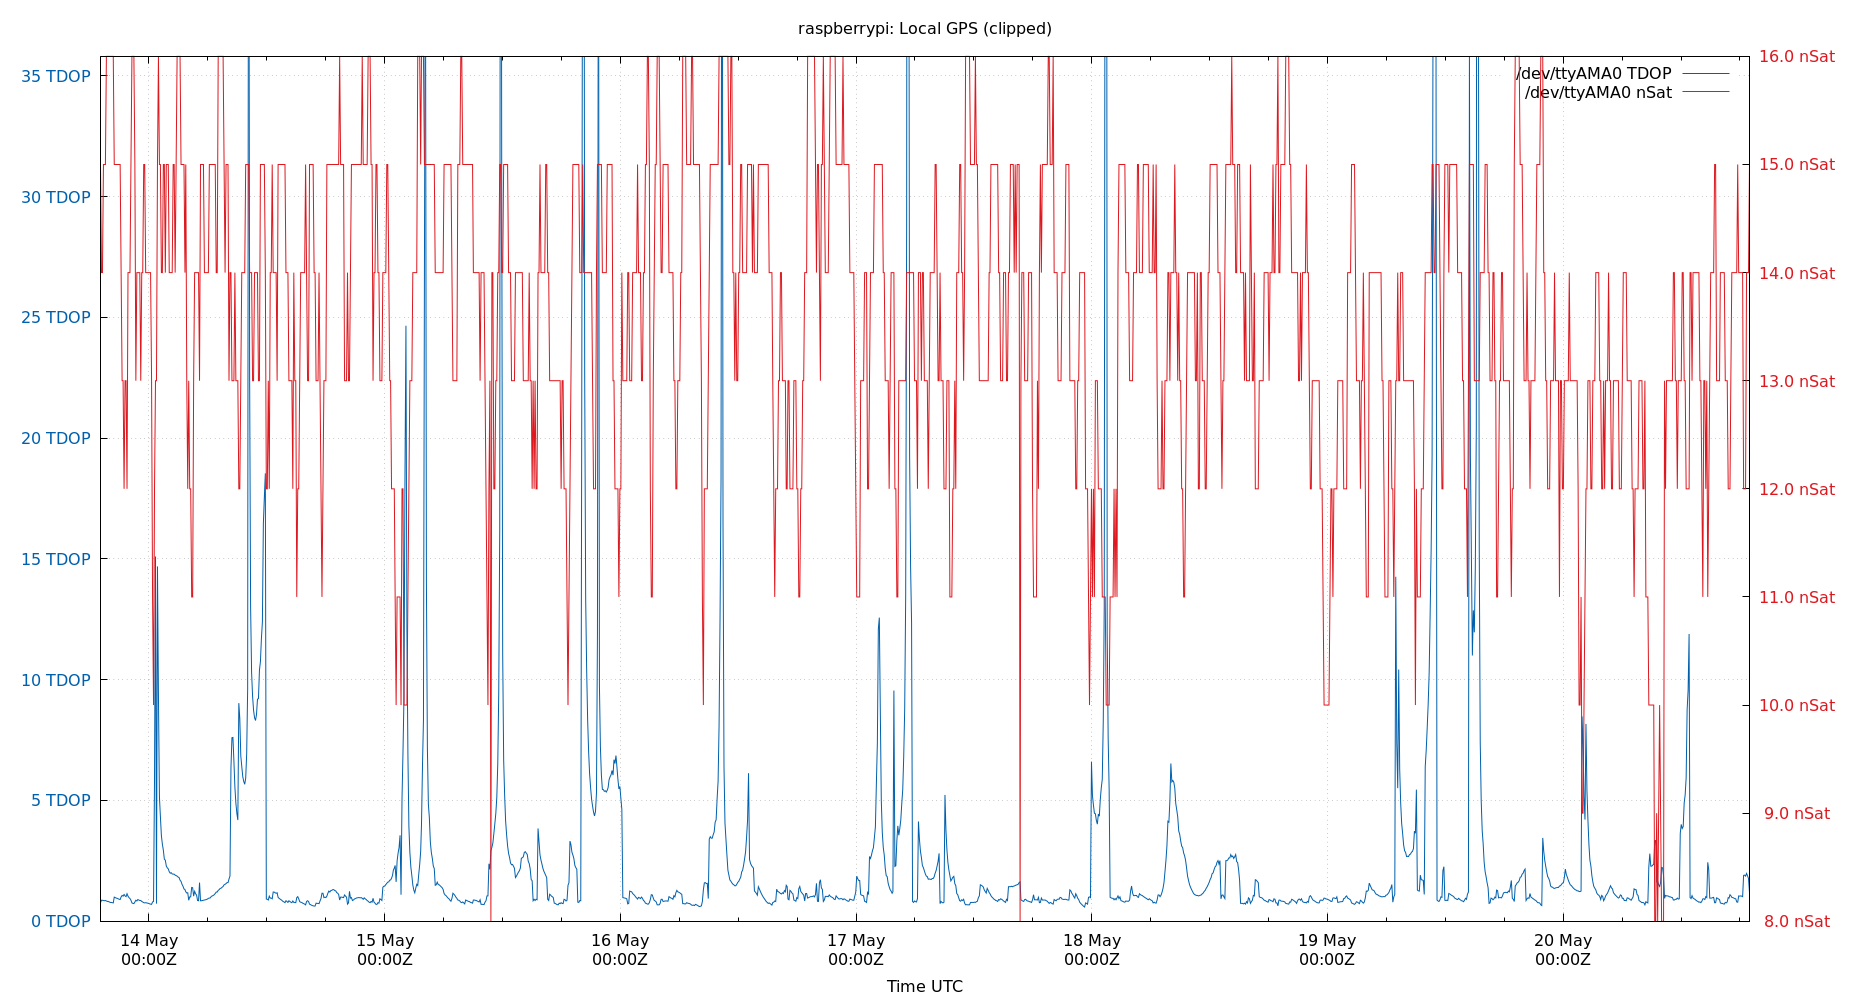 raspberrypi: Local GPS (clipped)
35 TDOP
30 TDOP
25 TDOP
20 TDOP
15 TDOP
10 TDOP
5 TDOP
0 TDOP
16.0 nSat
15.0 nSat
14.0 nSat
13.0 nSat
12.0 nSat
11.0 nSat
10.0 nSat
9.0 nSat
8.0 nSat
/dev/ttyAMA0 TDOP
/dev/ttyAMA0 nSat
14 May
00:00Z
15 May
00:00Z
16 May
00:00Z
17 May
00:00Z
18 May
00:00Z
19 May
00:00Z
20 May
00:00Z
Time UTC